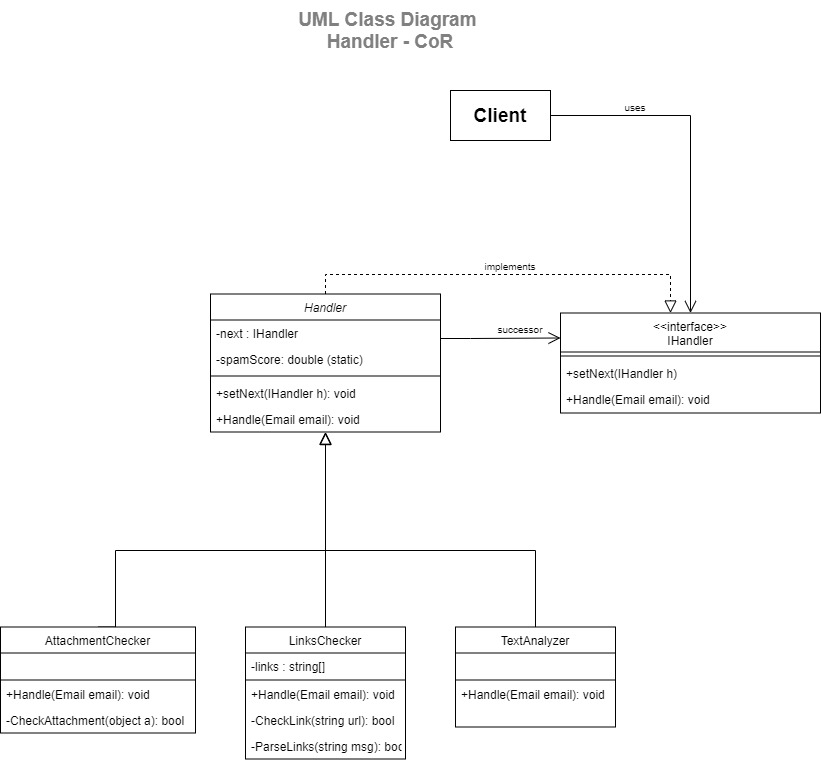 UML Class Diagram
Handler - CoR
Client
uses
implements
Handler
-next : IHandler
-spamScore: double (static)
+setNext(IHandler h): void
+Handle(Email email): void
successor
<<interface>>
IHandler
+setNext(IHandler h)
+Handle(Email email): void
AttachmentChecker
+Handle(Email email): void
-CheckAttachment(object a): bool
LinksChecker
-links : string[]
+Handle(Email email): void
-CheckLink(string url): bool
-ParseLinks(string msg): boo
TextAnalyzer
+Handle(Email email): void